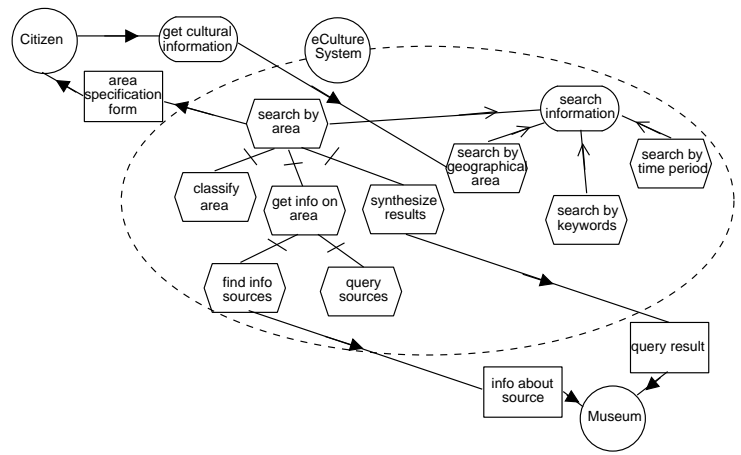 Citizen
get cultural
information
eCulture
System
area
specification
form
search by
area
search
information
search by
geographical
area
search by
time period
classify
area
get info on
area
synthesize
results
search by
keywords
find info
sources
query
sources
query result
info about
source
Museum